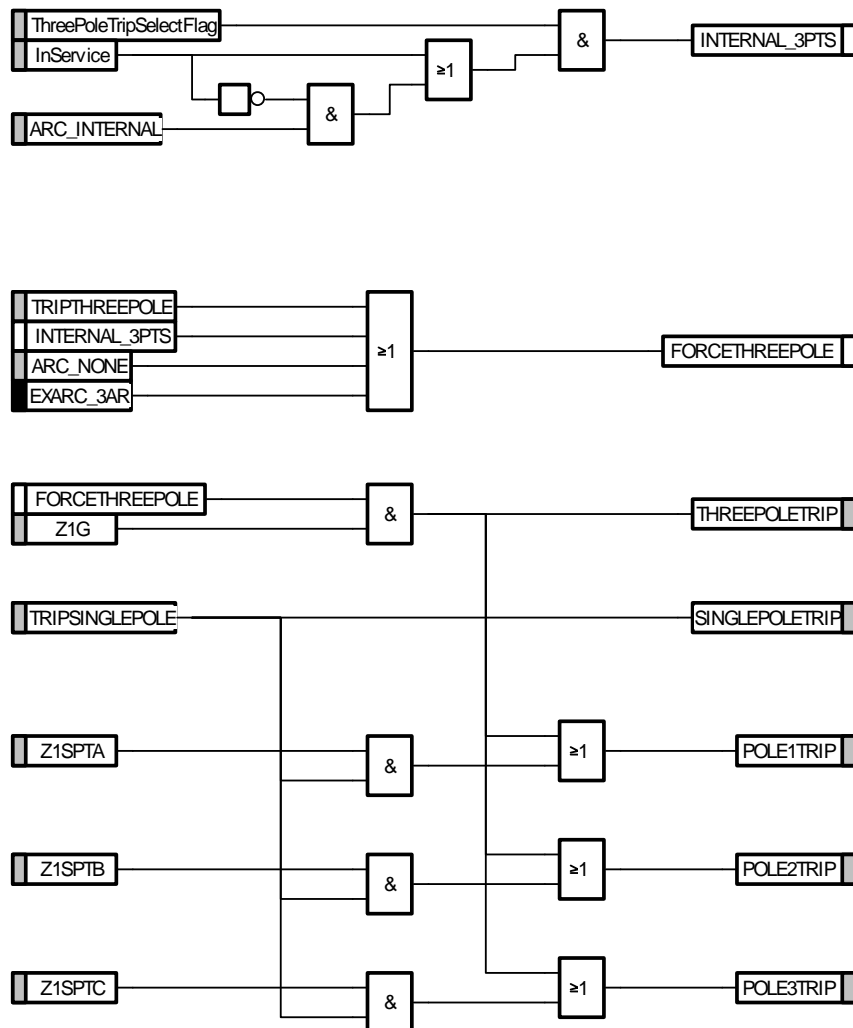 ThreePoleTripSelectFlag
InService
&
INTERNAL_3PTS
≥1
&
ARC_INTERNAL
TRIPTHREEPOLE
INTERNAL_3PTS
≥1
FORCETHREEPOLE
ARC_NONE
EXARC_3AR
FORCETHREEPOLE
&
THREEPOLETRIP
Z1G
TRIPSINGLEPOLE
SINGLEPOLETRIP
Z1SPTA
&
≥1
POLE1TRIP
Z1SPTB
&
≥1
POLE2TRIP
Z1SPTC
&
≥1
POLE3TRIP